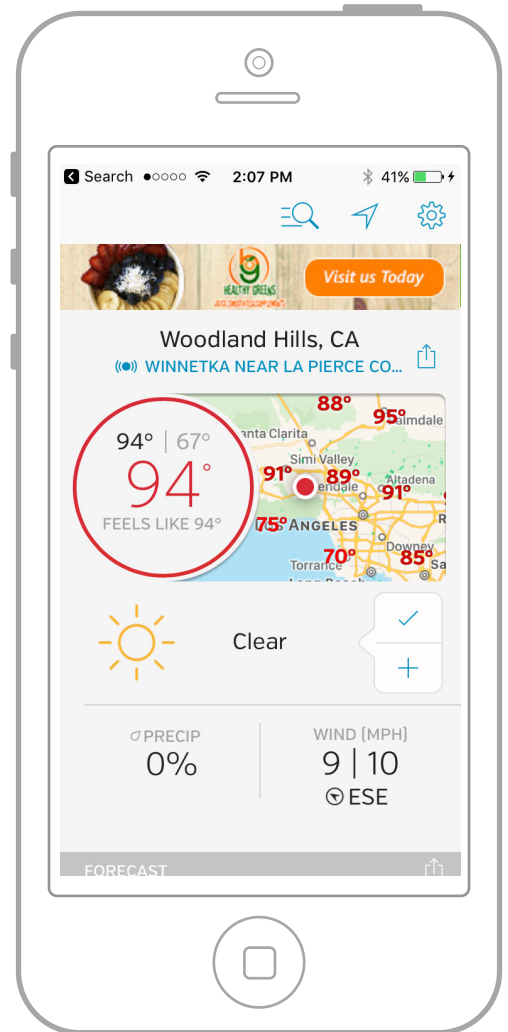 Search 2:07 PM 41%
HEALTHY GREENS
Visit us Today
Woodland Hills, CA
WINNETKA NEAR LA PIERCE CO...
94° | 67°
94°
FEELS LIKE 94°
88°
95°
almdale
anta Clarita
Simi Valley
91°
89°
endale
Altadena
91°
75°
ANGELES
70°
Downey
85°
Sa
Torrance
Clear
PRECIP
0%
WIND (MPH)
9 | 10
ESE
FORECAST